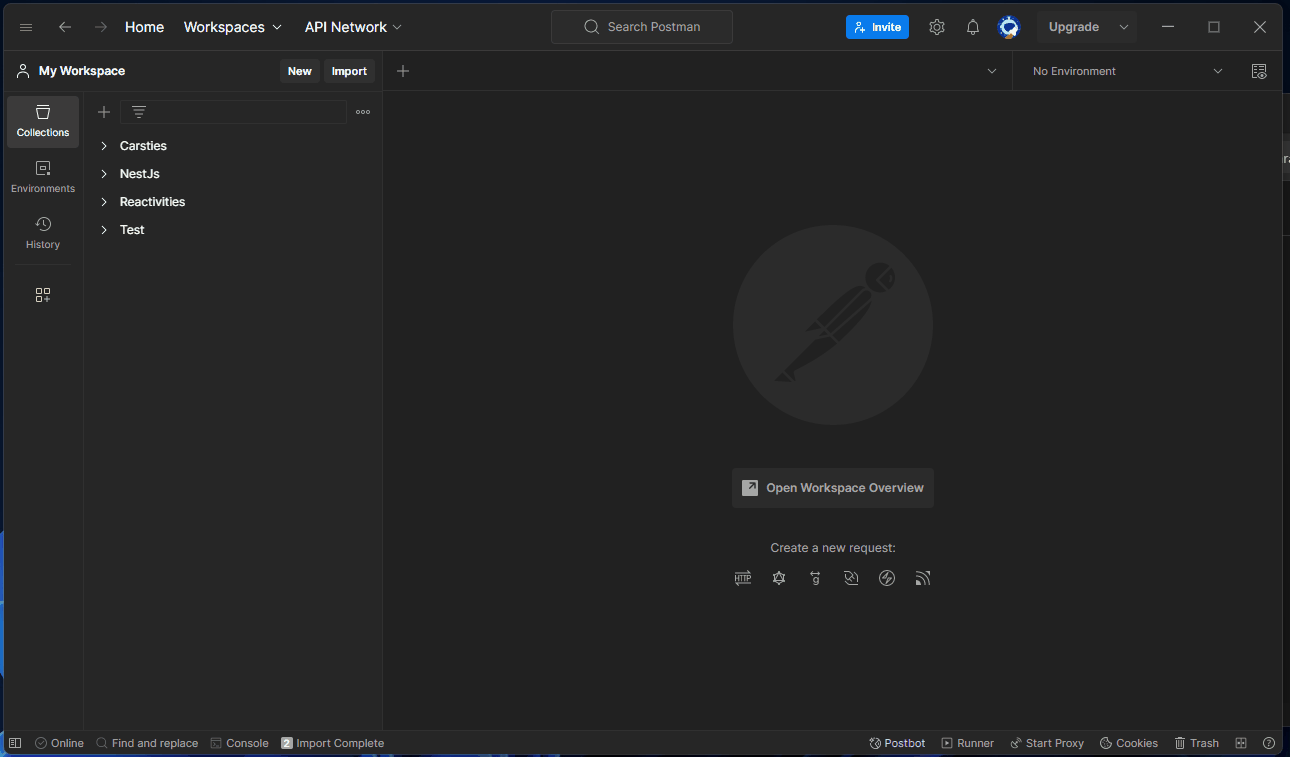 Home Workspaces API Network Search Postman Invite Upgrade
My Workspace New Import No Environment
Collections
Environments
History
Carsties
NestJs
Reactivities
Test
Open Workspace Overview
Create a new request:
HTTP
g
Online Find and replace Console 2 Import Complete Postbot Runner Start Proxy Cookies Trash